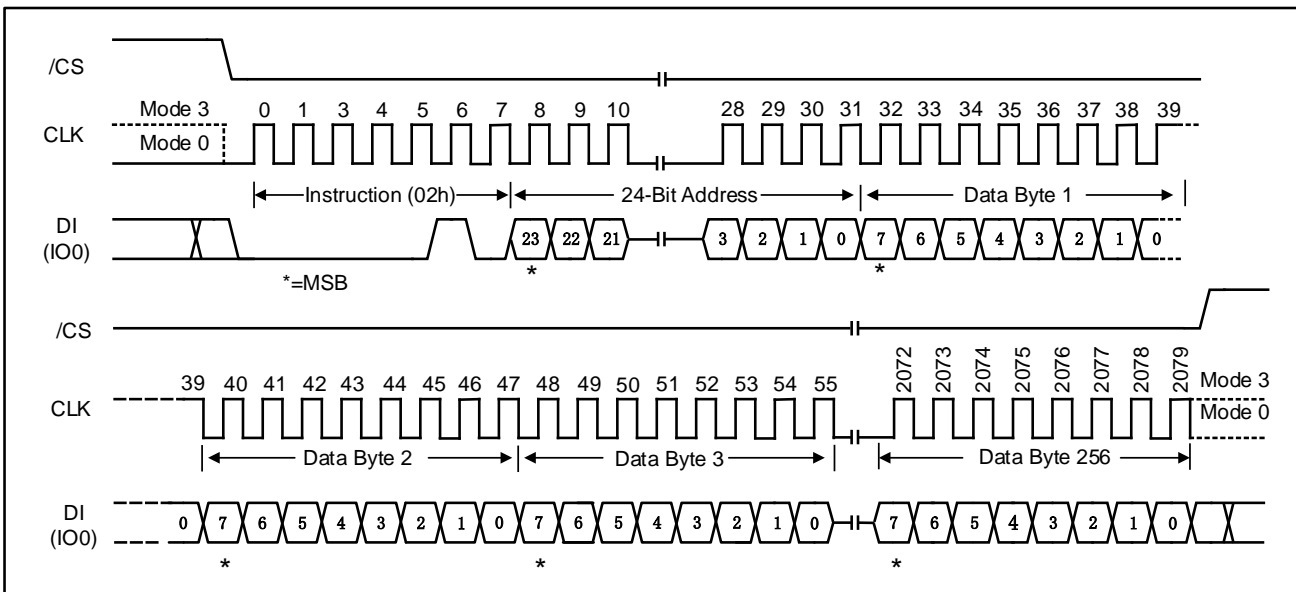 /CS
Mode 3
0 1 3 4 5 6 7 8 9 10 28 29 30 31 32 33 34 35 36 37 38 39
CLK
Mode 0
Instruction (02h) 24-Bit Address Data Byte 1
DI
(IO0)
23 22 21 3 2 1 0 7 6 5 4 3 2 1 0
* *
*=MSB
/CS
39 40 41 42 43 44 45 46 47 48 49 50 51 52 53 54 55 2072 2073 2074 2075 2076 2077 2078 2079
Mode 3
CLK
Mode 0
Data Byte 2 Data Byte 3 Data Byte 256
DI
(IO0)
0 7 6 5 4 3 2 1 0 7 6 5 4 3 2 1 0 7 6 5 4 3 2 1 0
* * *